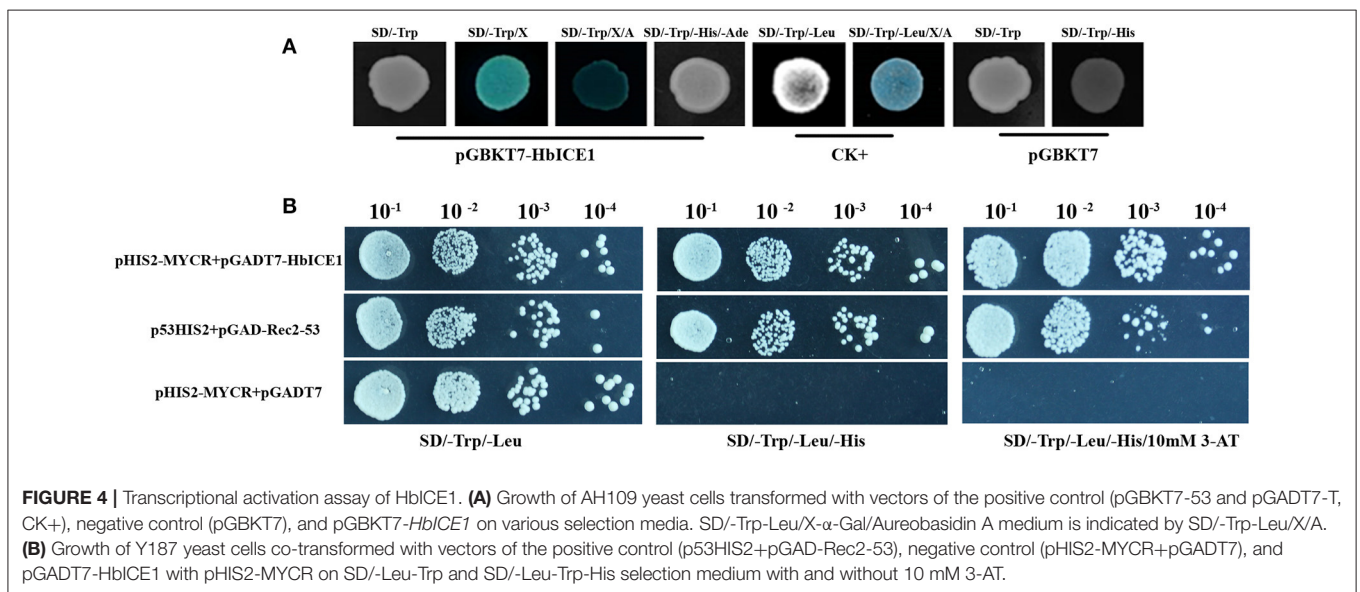 SD/-Trp SD/-Trp/X SD/-Trp/X/A SD/-Trp/-His/-Ade SD/-Trp/-Leu SD/-Trp/-Leu/X/A SD/-Trp SD/-Trp/-His
A
pGBKT7-HbICE1 CK+ pGBKT7
B 10⁻¹ 10⁻² 10⁻³ 10⁻⁴ 10⁻¹ 10⁻² 10⁻³ 10⁻⁴ 10⁻¹ 10⁻² 10⁻³ 10⁻⁴
pHIS2-MYCR+pGADT7-HbICE1
p53HIS2+pGAD-Rec2-53
pHIS2-MYCR+pGADT7
SD/-Trp/-Leu SD/-Trp/-Leu/-His SD/-Trp/-Leu/-His/10mM 3-AT
FIGURE 4 | Transcriptional activation assay of HbICE1. (A) Growth of AH109 yeast cells transformed with vectors of the positive control (pGBKT7-53 and pGADT7-T,
CK+), negative control (pGBKT7), and pGBKT7-HbICE1 on various selection media. SD/-Trp-Leu/X-α-Gal/Aureobasidin A medium is indicated by SD/-Trp-Leu/X/A.
(B) Growth of Y187 yeast cells co-transformed with vectors of the positive control (p53HIS2+pGAD-Rec2-53), negative control (pHIS2-MYCR+pGADT7), and
pGADT7-HbICE1 with pHIS2-MYCR on SD/-Leu-Trp and SD/-Leu-Trp-His selection medium with and without 10 mM 3-AT.